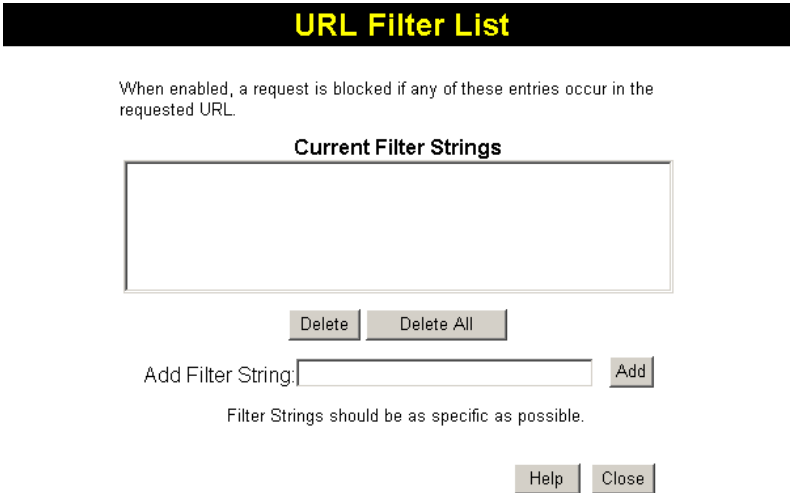 URL Filter List
When enabled, a request is blocked if any of these entries occur in the
requested URL.
Current Filter Strings
Delete Delete All
Add Filter String: Add
Filter Strings should be as specific as possible.
Help Close